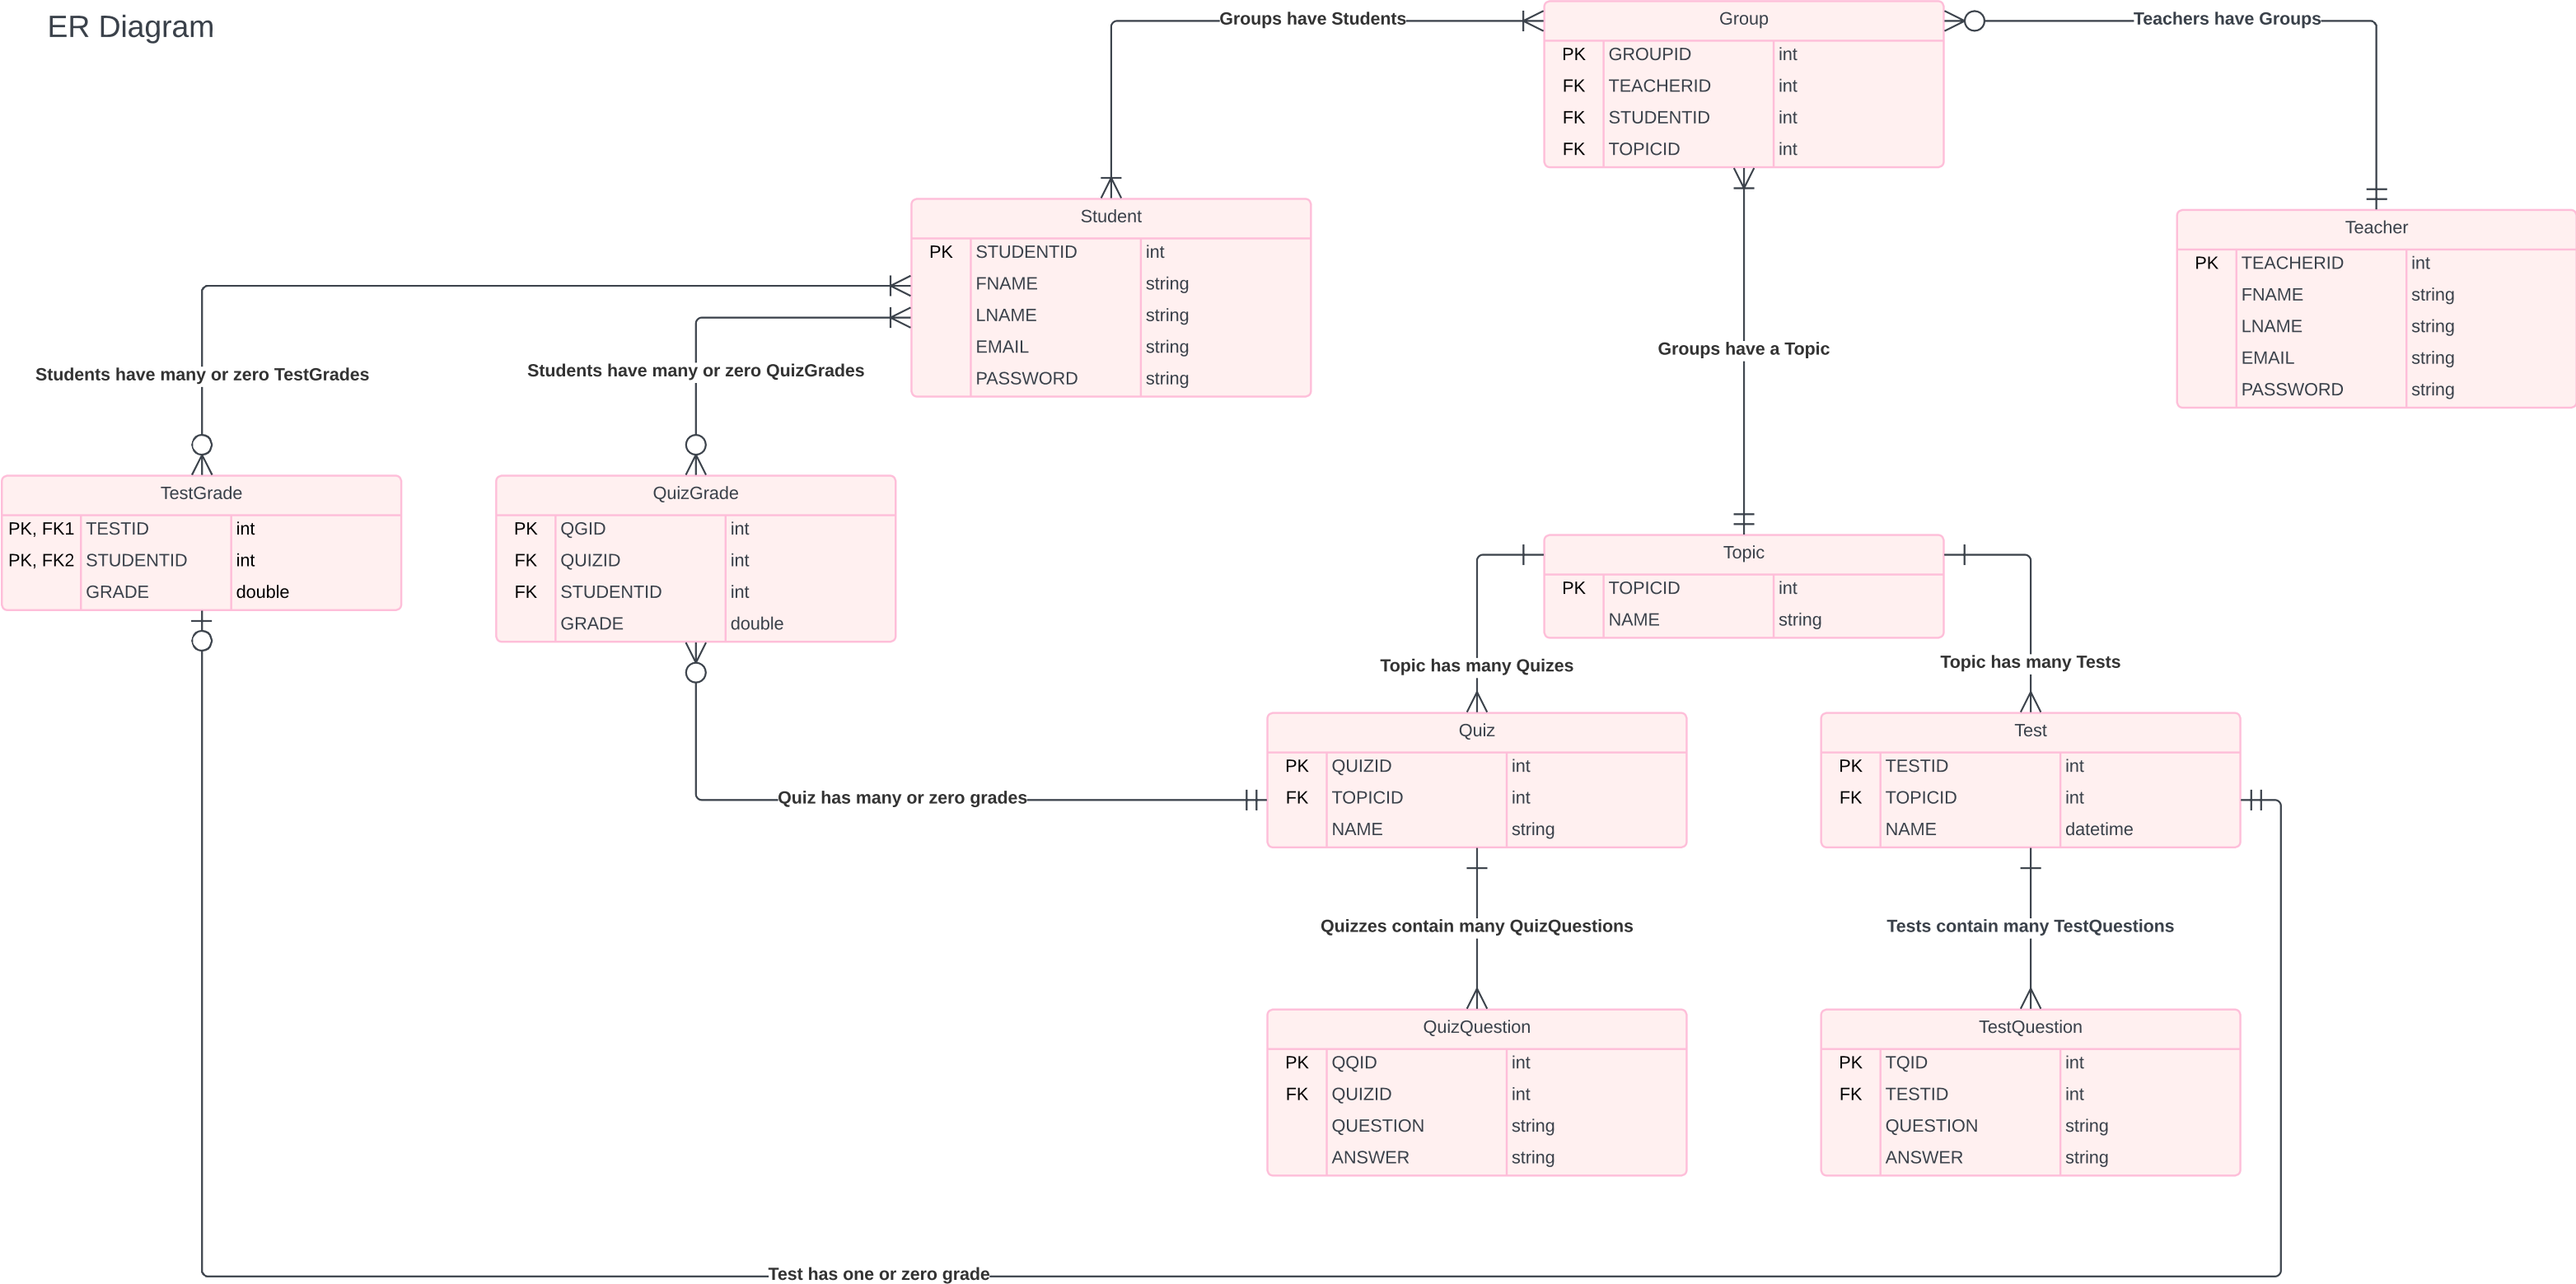 ER Diagram
Groups have Students
Teachers have Groups
Group
PK GROUPID int
FK TEACHERID int
FK STUDENTID int
FK TOPICID int
Student
PK STUDENTID int
FNAME string
LNAME string
EMAIL string
PASSWORD string
Teacher
PK TEACHERID int
FNAME string
LNAME string
EMAIL string
PASSWORD string
Groups have a Topic
Students have many or zero TestGrades
Students have many or zero QuizGrades
TestGrade
PK, FK1 TESTID int
PK, FK2 STUDENTID int
GRADE double
QuizGrade
PK QGID int
FK QUIZID int
FK STUDENTID int
GRADE double
Topic
PK TOPICID int
NAME string
Topic has many Quizes
Topic has many Tests
Quiz
PK QUIZID int
FK TOPICID int
NAME string
Test
PK TESTID int
FK TOPICID int
NAME datetime
Quiz has many or zero grades
Quizzes contain many QuizQuestions
Tests contain many TestQuestions
QuizQuestion
PK QQID int
FK QUIZID int
QUESTION string
ANSWER string
TestQuestion
PK TQID int
FK TESTID int
QUESTION string
ANSWER string
Test has one or zero grade